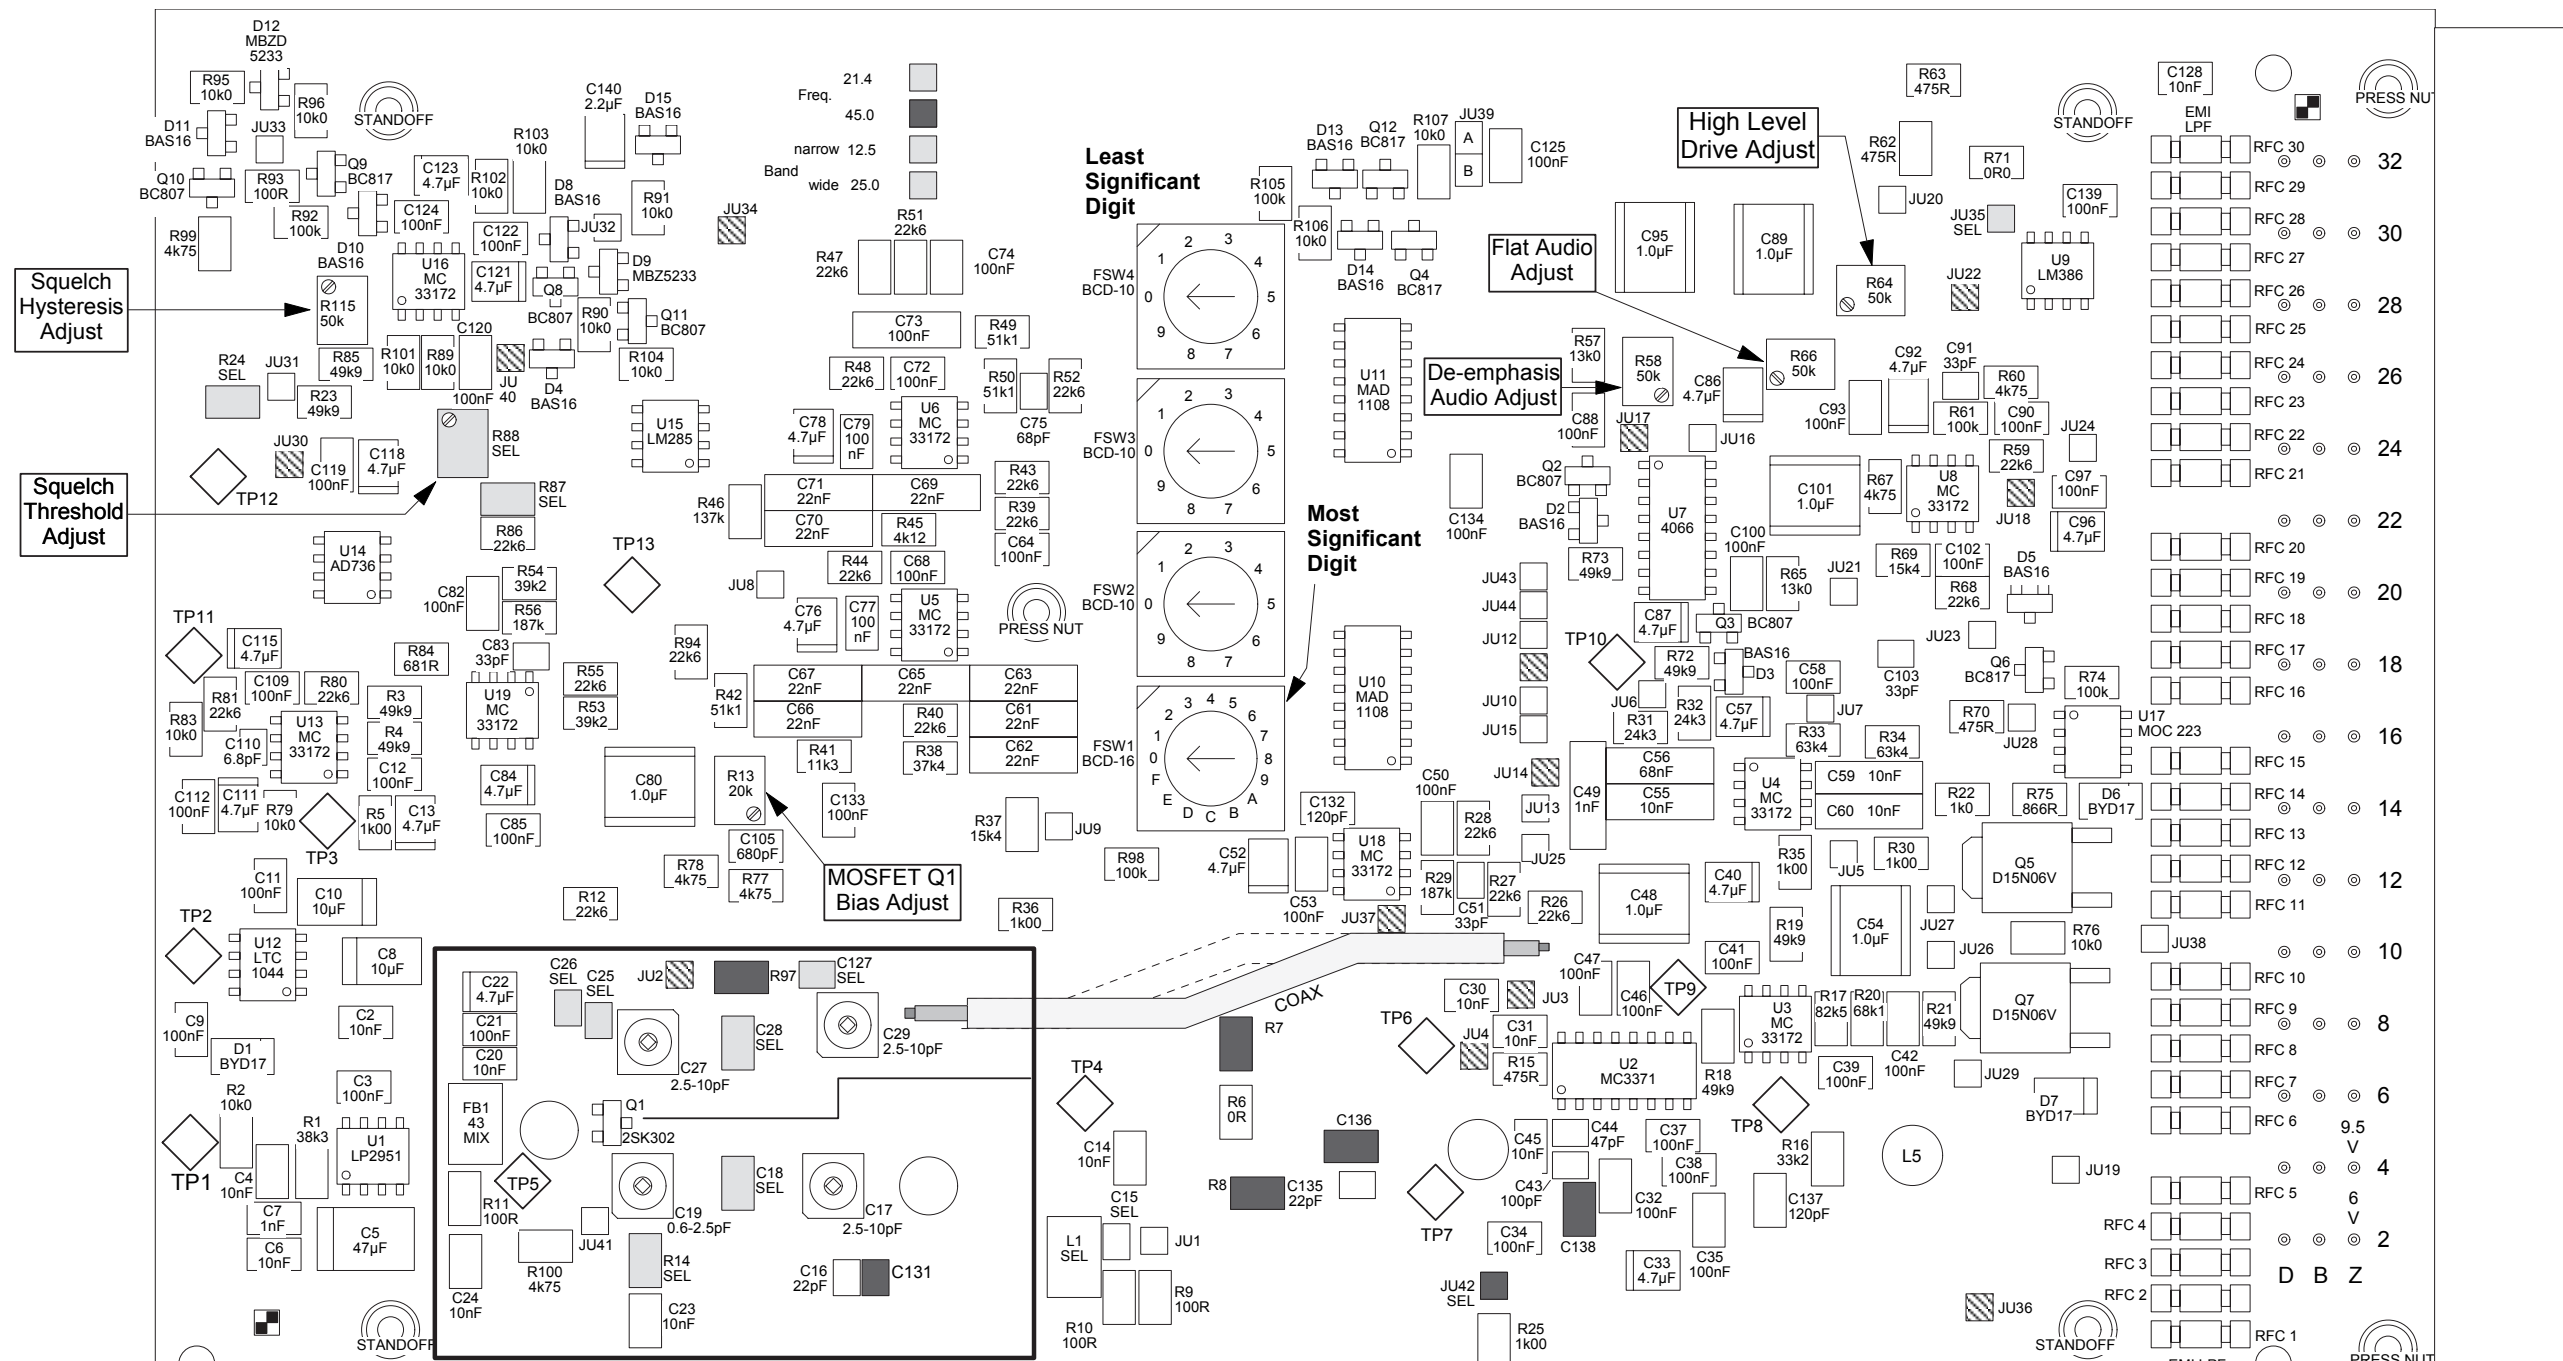 D12
MBZD
5233
R95
10k0
R96
10k0
STANDOFF
C140
2.2µF
D15
BAS16
21.4
Freq.
45.0
narrow 12.5
Band
wide 25.0
D11
BAS16
JU33
R103
10k0
Q9
BC817
C123
4.7µF
R102
10k0
Q10
BC807
R93
100R
R92
100k
C124
100nF
D8
BAS16
R91
10k0
JU34
R99
4k75
D10
BAS16
C122
100nF
JU32
U16
MC
33172
C121
4.7µF
D9
MBZ5233
Q8
BC807
R90
10k0
Q11
BC807
Squelch
Hysteresis
Adjust
R115
50k
C120
100nF
R24
SEL
JU31
R85
49k9
R101
10k0
R89
10k0
JU
40
D4
BAS16
R104
10k0
R23
49k9
R88
SEL
JU30
C119
100nF
C118
4.7µF
TP12
Squelch
Threshold
Adjust
R87
SEL
R86
22k6
U15
LM285
R51
22k6
R47
22k6
C74
100nF
C73
100nF
R49
51k1
R48
22k6
C72
100nF
R50
51k1
R52
22k6
C75
68pF
C78
4.7µF
C79
100
nF
U6
MC
33172
R46
137k
C71
22nF
C69
22nF
C70
22nF
R45
4k12
R43
22k6
R39
22k6
C64
100nF
R44
22k6
C68
100nF
JU8
C76
4.7µF
C77
100
nF
U5
MC
33172
PRESS NUT
U14
AD736
TP13
C82
100nF
R54
39k2
R56
187k
TP11
C115
4.7µF
R84
681R
C83
33pF
R55
22k6
R53
39k2
U19
MC
33172
C109
100nF
R80
22k6
R81
22k6
R83
10k0
R3
49k9
R4
49k9
U13
MC
33172
C110
6.8pF
C12
100nF
C112
100nF
C111
4.7µF
R79
10k0
TP3
R5
1k00
C13
4.7µF
C84
4.7µF
C85
100nF
R94
22k6
R42
51k1
C67
22nF
C65
22nF
C63
22nF
C66
22nF
R40
22k6
C61
22nF
R41
11k3
R38
37k4
C62
22nF
C80
1.0µF
R13
20k
C133
100nF
C105
680pF
R78
4k75
R77
4k75
MOSFET Q1
Bias Adjust
R37
15k4
JU9
R36
1k00
R12
22k6
C11
100nF
C10
10µF
TP2
U12
LTC
1044
C8
10µF
C9
100nF
C2
10nF
D1
BYD17
C3
100nF
R2
10k0
R1
38k3
U1
LP2951
TP1
C4
10nF
C7
1nF
C6
10nF
C5
47µF
STANDOFF
C22
4.7µF
C21
100nF
C20
10nF
C26
SEL
C25
SEL
JU2
R97
C127
SEL
C28
SEL
C27
2.5-10pF
C29
2.5-10pF
FB1
43
MIX
Q1
2SK302
TP5
R11
100R
C24
10nF
R100
4k75
JU41
C19
0.6-2.5pF
C18
SEL
C17
2.5-10pF
R14
SEL
C23
10nF
C16
22pF
C131
COAX
Least
Significant
Digit
FSW4
BCD-10
0 1 2 3 4 5 6 7 8 9
FSW3
BCD-10
0 1 2 3 4 5 6 7 8 9
FSW2
BCD-10
0 1 2 3 4 5 6 7 8 9
FSW1
BCD-16
0 1 2 3 4 5 6 7 8 9 A B C D E F
Most
Significant
Digit
R105
100k
D13
BAS16
Q12
BC817
R107
10k0
JU39
A
B
C125
100nF
R106
10k0
D14
BAS16
Q4
BC817
U11
MAD
1108
C134
100nF
U10
MAD
1108
C132
120pF
C50
100nF
R28
22k6
R98
100k
C52
4.7µF
C53
100nF
U18
MC
33172
R29
187k
C51
33pF
R27
22k6
JU37
R26
22k6
High Level
Drive Adjust
Flat Audio
Adjust
De-emphasis
Audio Adjust
R63
475R
R62
475R
R71
0R0
JU20
JU35
SEL
C139
100nF
STANDOFF
C95
1.0µF
C89
1.0µF
R64
50k
JU22
U9
LM386
R57
13k0
R58
50k
C88
100nF
C86
4.7µF
R66
50k
JU17
JU16
C92
4.7µF
C91
33pF
R60
4k75
C93
100nF
R61
100k
C90
100nF
JU24
Q2
BC807
D2
BAS16
R73
49k9
U7
4066
C101
1.0µF
R67
4k75
U8
MC
33172
R59
22k6
JU18
C97
100nF
C96
4.7µF
C100
100nF
R65
13k0
JU21
R69
15k4
C102
100nF
R68
22k6
D5
BAS16
JU43
JU44
JU12
JU10
JU15
JU14
JU13
JU25
TP10
C87
4.7µF
Q3
BC807
BAS16
D3
R72
49k9
C58
100nF
JU6
R31
24k3
R32
24k3
C57
4.7µF
JU7
JU23
C103
33pF
Q6
BC817
R74
100k
R70
475R
JU28
U17
MOC 223
R33
63k4
R34
63k4
C49
1nF
C56
68nF
C55
10nF
U4
MC
33172
C59 10nF
C60 10nF
R22
1k0
R75
866R
D6
BYD17
R35
1k00
JU5
R30
1k00
Q5
D15N06V
C48
1.0µF
C40
4.7µF
R19
49k9
C54
1.0µF
JU27
JU26
R76
10k0
JU38
C41
100nF
C47
100nF
C46
100nF
TP9
C30
10nF
JU3
TP6
JU4
C31
10nF
R15
475R
U2
MC3371
R18
49k9
U3
MC
33172
R17
82k5
R20
68k1
R21
49k9
C42
100nF
C39
100nF
Q7
D15N06V
JU29
D7
BYD17
TP8
R7
R6
0R
TP4
C14
10nF
C136
R8
C135
22pF
C15
SEL
L1
SEL
JU1
R9
100R
R10
100R
TP7
C45
10nF
C44
47pF
C43
100pF
C32
100nF
C37
100nF
C38
100nF
R16
33k2
C137
120pF
L5
JU19
C34
100nF
C138
C33
4.7µF
C35
100nF
JU42
SEL
R25
1k00
JU36
STANDOFF
C128
10nF
EMI
LPF
PRESS NUT
RFC 30
RFC 29
RFC 28
RFC 27
RFC 26
RFC 25
RFC 24
RFC 23
RFC 22
RFC 21
RFC 20
RFC 19
RFC 18
RFC 17
RFC 16
RFC 15
RFC 14
RFC 13
RFC 12
RFC 11
RFC 10
RFC 9
RFC 8
RFC 7
RFC 6
RFC 5
RFC 4
RFC 3
RFC 2
RFC 1
32
30
28
26
24
22
20
18
16
14
12
10
8
6
9.5
V
4
6
V
2
D B Z
PRESS NUT